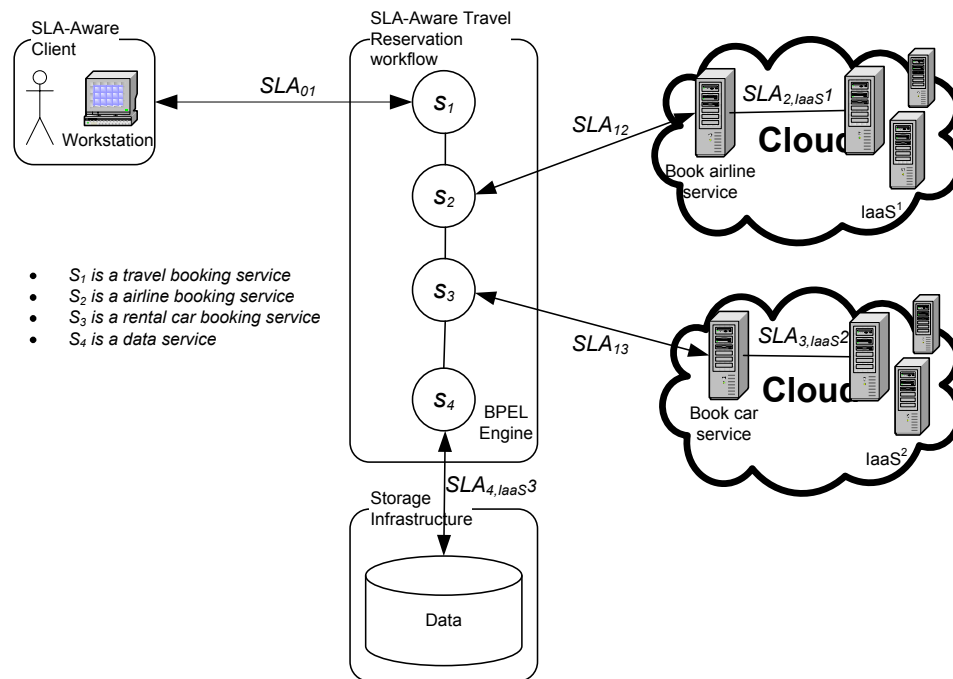 SLA-Aware
Client
Workstation
SLA01
SLA-Aware Travel
Reservation
workflow
s1
s2
s3
s4
BPEL
Engine
SLA12
SLA2,IaaS1
Cloud
Book airline
service
IaaS1
• S1 is a travel booking service
• S2 is a airline booking service
• S3 is a rental car booking service
• S4 is a data service
SLA13
SLA3,IaaS2
Cloud
Book car
service
IaaS2
SLA4,IaaS3
Storage
Infrastructure
Data